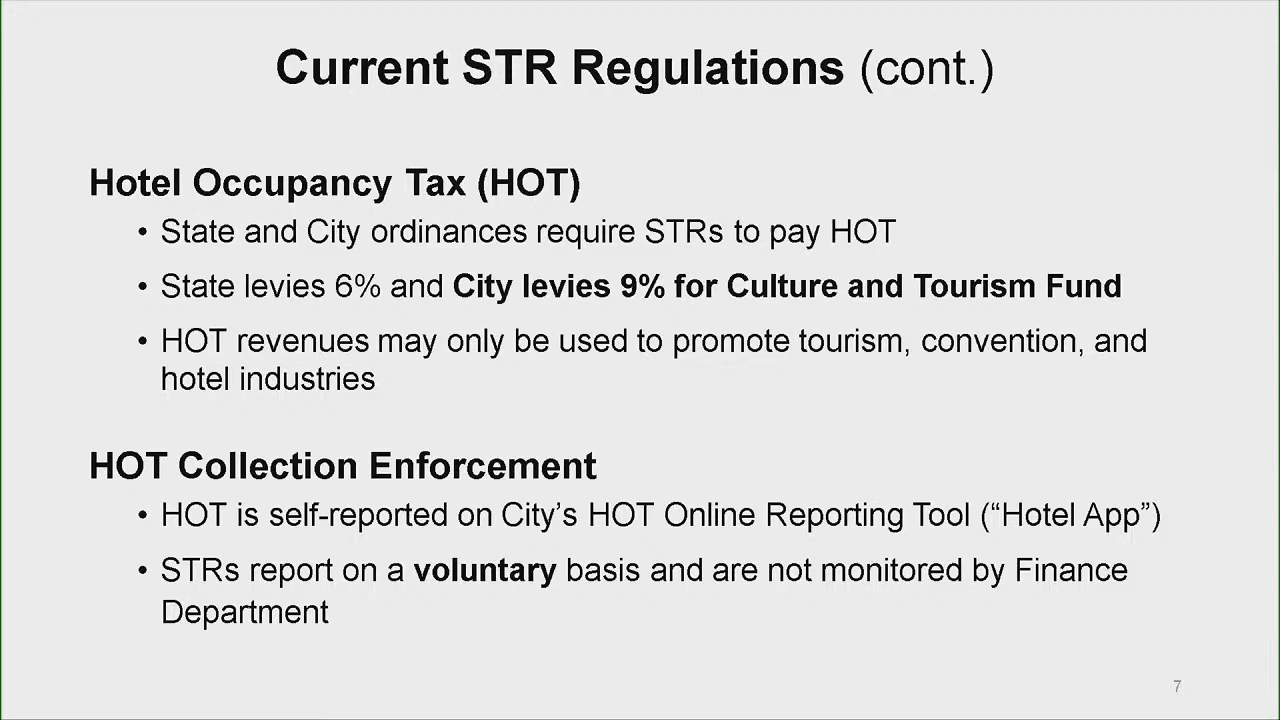 Current STR Regulations (cont.)
Hotel Occupancy Tax (HOT)
• State and City ordinances require STRs to pay HOT
• State levies 6% and City levies 9% for Culture and Tourism Fund
• HOT revenues may only be used to promote tourism, convention, and
hotel industries
HOT Collection Enforcement
• HOT is self-reported on City’s HOT Online Reporting Tool (“Hotel App”)
• STRs report on a voluntary basis and are not monitored by Finance
Department
7